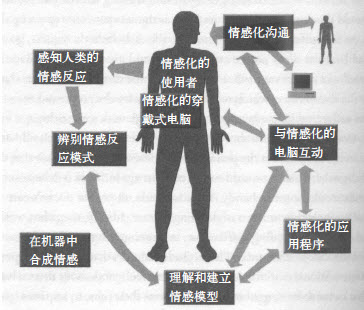 情感化沟通
感知人类的
情感反应
情感化的
使用者
情感化的穿
戴式电脑
辨别情感反
应模式
与情感化的
电脑互动
情感化的应
用程序
在机器中
合成情感
理解和建立
情感模型